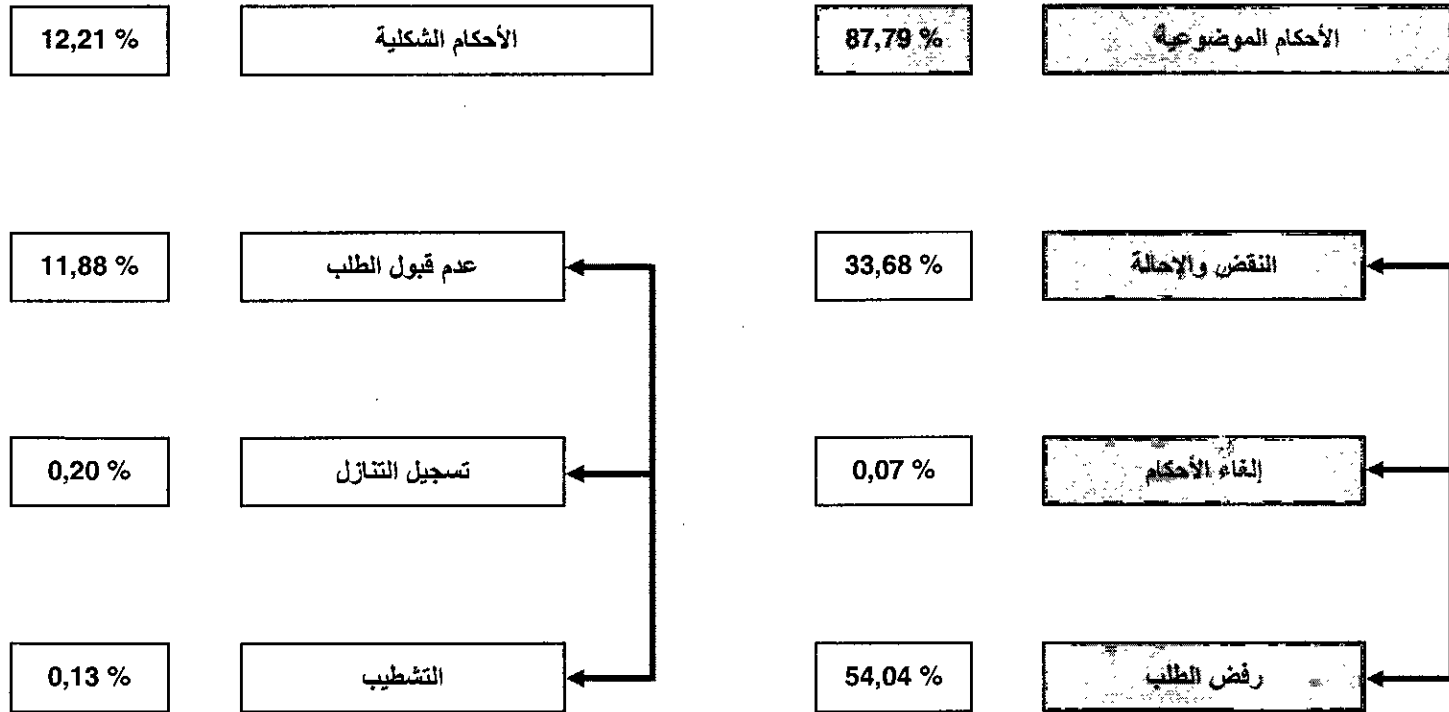 الأحكام الموضوعية
87,79 %
الأحكام الشكلية
12,21 %
النقض والإحالة
33,68 %
عدم قبول الطلب
11,88 %
إلغاء الأحكام
0,07 %
تسجيل التنازل
0,20 %
رفض الطلب
54,04 %
التشطيب
0,13 %